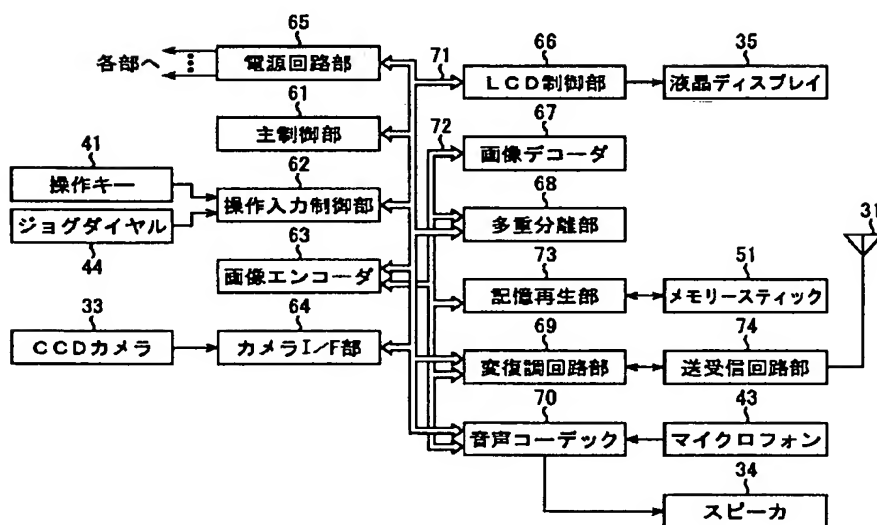 65
各部へ
電源回路部
71
66
LCD制御部
35
液晶ディスプレイ
61
主制御部
72
67
画像デコーダ
41
操作キー
62
操作入力制御部
68
多重分離部
31
ジョグダイヤル
44
63
画像エンコーダ
73
記憶再生部
51
メモリースティック
33
CCDカメラ
64
カメラI/F部
69
変復調回路部
74
送受信回路部
70
音声コーデック
43
マイクロフォン
34
スピーカ